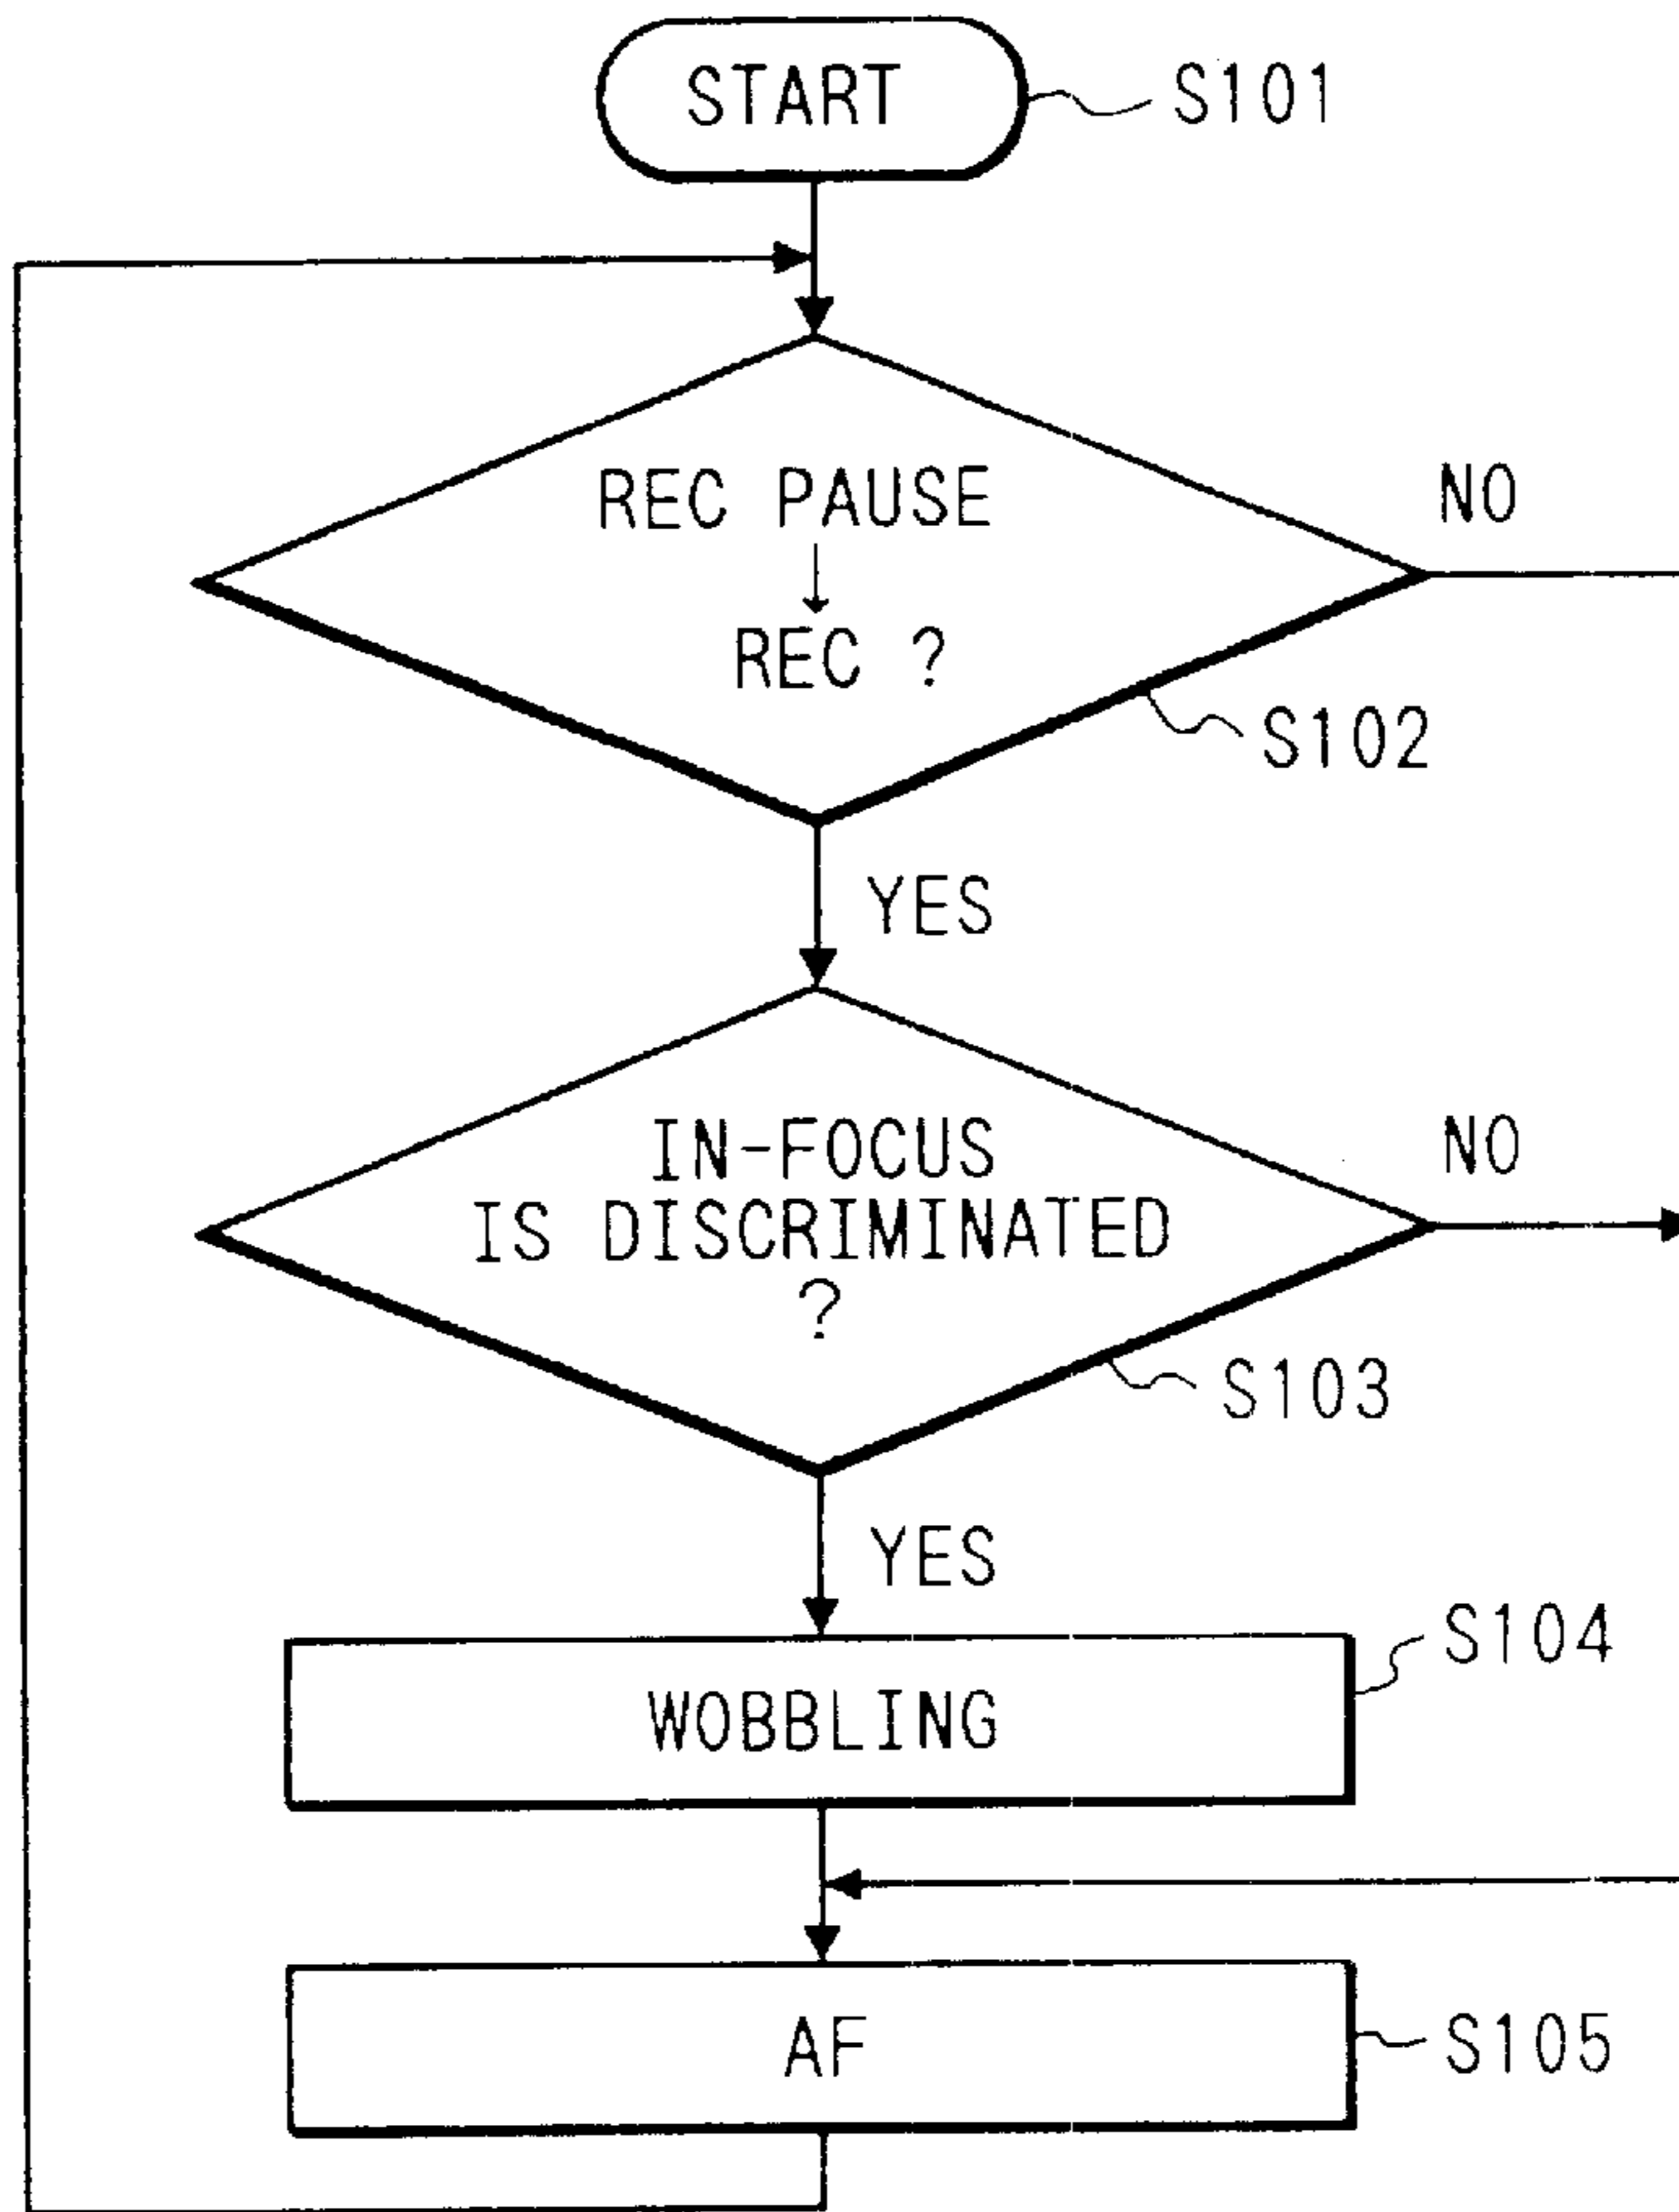 START
S101
REC PAUSE
↓
REC ?
NO
S102
YES
IN-FOCUS
IS DISCRIMINATED
?
NO
S103
YES
WOBBLING
S104
AF
S105